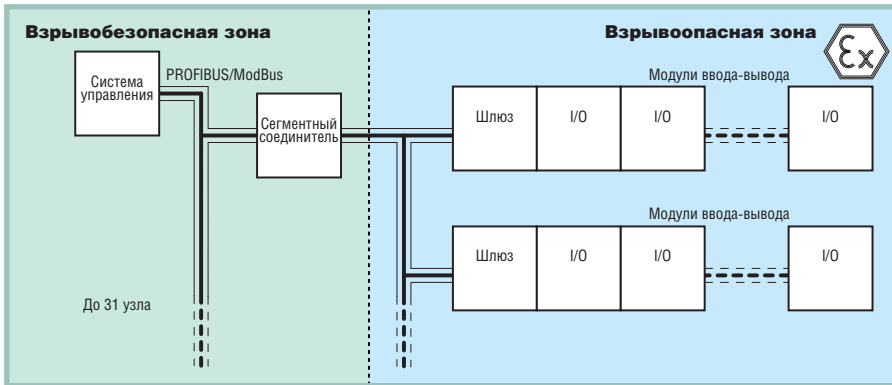 Взрывобезопасная зона
Взрывоопасная зона
Ex
Система
управления
PROFIBUS/ModBus
Сегментный
соединитель
Модули ввода-вывода
Шлюз
I/O
I/O
I/O
Модули ввода-вывода
Шлюз
I/O
I/O
I/O
До 31 узла